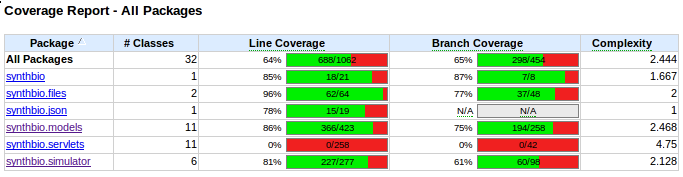 Coverage Report - All Packages
Package # Classes Line Coverage Branch Coverage Complexity
All Packages 32 64% 688/1062 65% 298/454 2.444
synthbio 1 85% 18/21 87% 7/8 1.667
synthbio.files 2 96% 62/64 77% 37/48 2
synthbio.json 1 78% 15/19 N/A N/A 1
synthbio.models 11 86% 366/423 75% 194/258 2.468
synthbio.servlets 11 0% 0/258 0% 0/42 4.75
synthbio.simulator 6 81% 227/277 61% 60/98 2.128